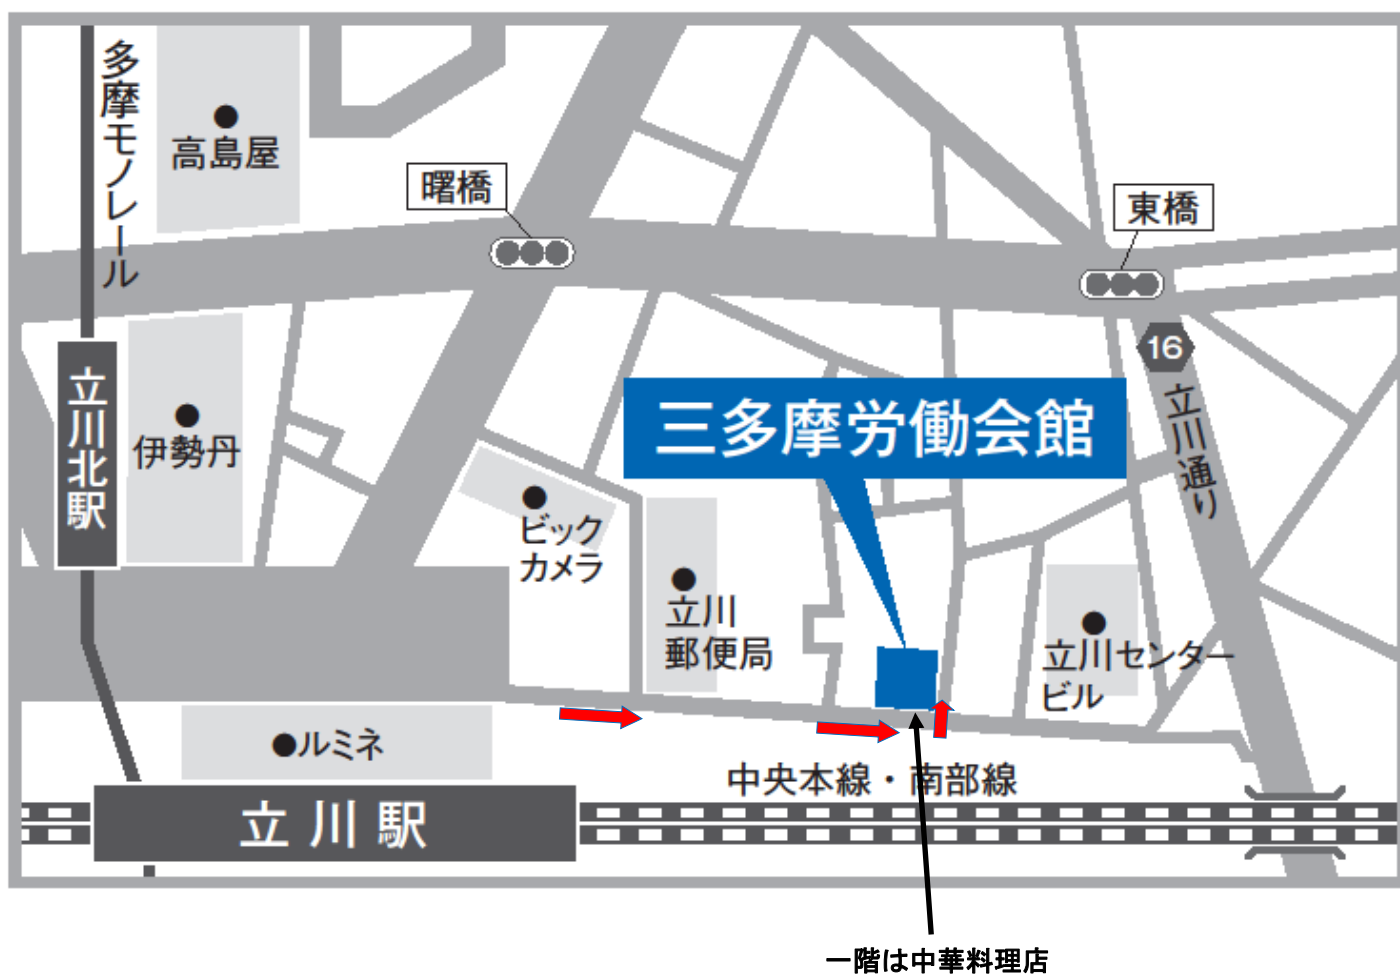 多摩モノレール
高島屋
曙橋
東橋
16
立川通り
立川北駅
伊勢丹
三多摩労働会館
ビック
カメラ
立川
郵便局
立川センター
ビル
ルミネ
中央本線・南部線
立川駅
一階は中華料理店